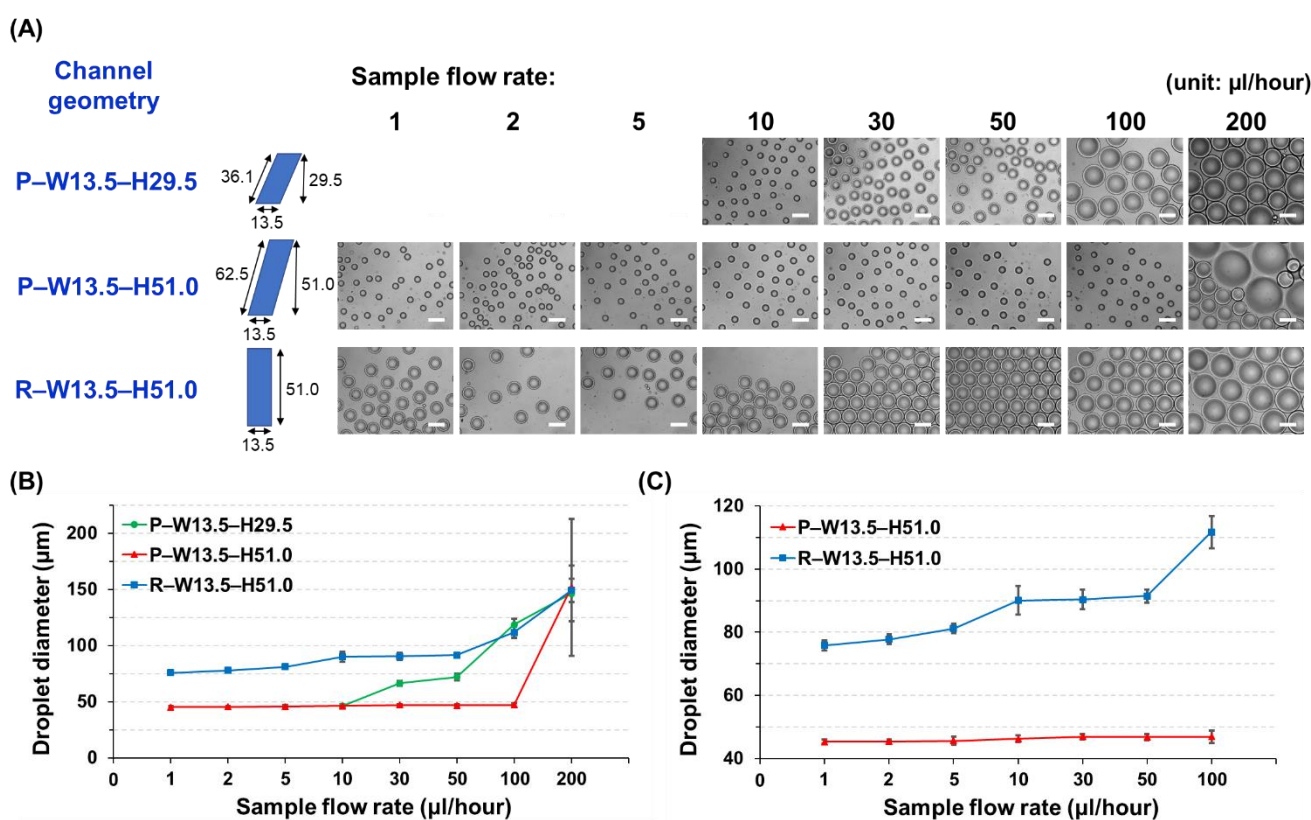 (A)
Channel
geometry
Sample flow rate:
(unit: µl/hour)
1 2 5 10 30 50 100 200
P–W13.5–H29.5
36.1
29.5
13.5
P–W13.5–H51.0
62.5
51.0
13.5
R–W13.5–H51.0
51.0
13.5
(B)
P–W13.5–H29.5
P–W13.5–H51.0
R–W13.5–H51.0
Droplet diameter (µm)
200
150
100
50
0
0 1 2 5 10 30 50 100 200
Sample flow rate (µl/hour)
(C)
P–W13.5–H51.0
R–W13.5–H51.0
Droplet diameter (µm)
120
100
80
60
40
0 1 2 5 10 30 50 100
Sample flow rate (µl/hour)